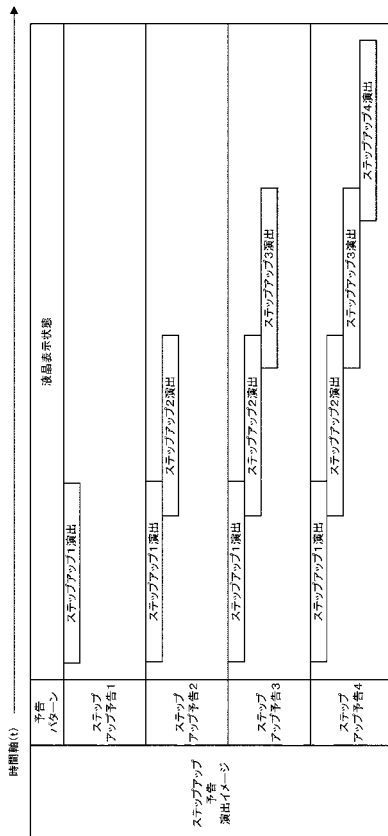 時間軸(t)
ステップアップ
予告
演出イメージ
予告
パターン
液晶表示状態
ステップ
アップ予告1
ステップアップ1演出
ステップ
アップ予告2
ステップアップ1演出
ステップアップ2演出
ステップ
アップ予告3
ステップアップ1演出
ステップアップ2演出
ステップアップ3演出
ステップ
アップ予告4
ステップアップ1演出
ステップアップ2演出
ステップアップ3演出
ステップアップ4演出